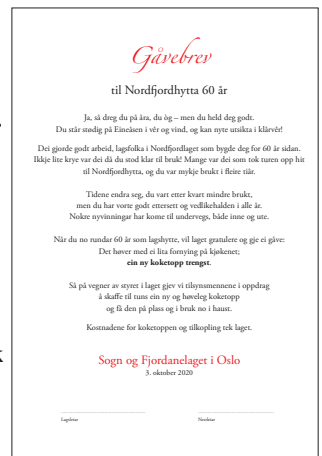 Gåvebrev
til Nordfjordhytta 60 år
Ja, så dreg du på åra, du òg – men du held deg godt.
Du står stødig på Eineåsen i vêr og vind, og kan nyte utsikta i klårvêr!
Dei gjorde godt arbeid, lagsfolka i Nordfjordlaget som bygde deg for 60 år sidan.
Ikkje lite krye var dei då du stod klar til bruk! Mange var dei som tok turen opp hit
til Nordfjordhytta, og du var mykje brukt i fleire tiår.
Tidene endra seg, du vart etter kvart mindre brukt,
men du har vorte godt ettersett og vedlikehalden i alle år.
Nokre nyvinningar har kome til undervegs, både inne og ute.
Når du no rundar 60 år som lagshytte, vil laget gratulere og gje ei gåve:
Det høver med ei lita fornying på kjøkenet;
ein ny koketopp trengst.
Så på vegner av styret i laget gjev vi tilsynsmennene i oppdrag
å skaffe til tuns ein ny og høveleg koketopp
og få den på plass og i bruk no i haust.
Kostnadene for koketoppen og tilkopling tek laget.
Sogn og Fjordanelaget i Oslo
3. oktober 2020
k